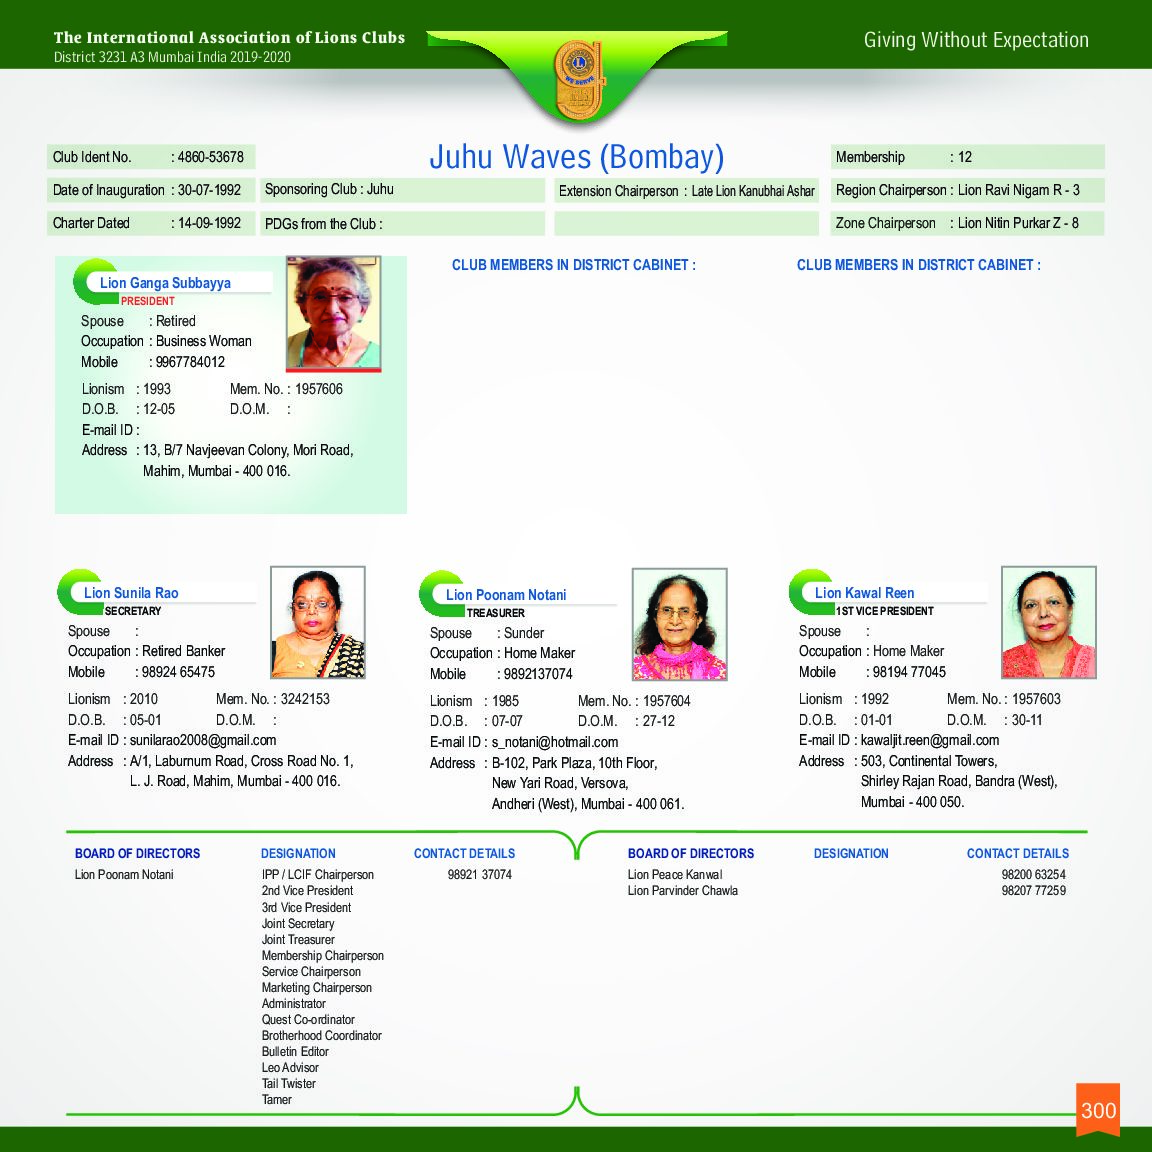 The International Association of Lions Clubs
District 3231 A3 Mumbai India 2019-2020
Giving Without Expectation
WE SERVE
Juhu Waves (Bombay)
Club Ident No. : 4860-53678
Membership : 12
Date of Inauguration : 30-07-1992
Sponsoring Club : Juhu
Extension Chairperson : Late Lion Kanubhai Ashar
Region Chairperson : Lion Ravi Nigam R - 3
Charter Dated : 14-09-1992
PDGs from the Club :
Zone Chairperson : Lion Nitin Purkar Z - 8
Lion Ganga Subbayya
PRESIDENT
Spouse : Retired
Occupation : Business Woman
Mobile : 9967784012
Lionism : 1993 Mem. No. : 1957606
D.O.B. : 12-05 D.O.M. :
E-mail ID :
Address : 13, B/7 Navjeevan Colony, Mori Road,
Mahim, Mumbai - 400 016.
CLUB MEMBERS IN DISTRICT CABINET :
CLUB MEMBERS IN DISTRICT CABINET :
Lion Sunila Rao
SECRETARY
Spouse :
Occupation : Retired Banker
Mobile : 98924 65475
Lionism : 2010 Mem. No. : 3242153
D.O.B. : 05-01 D.O.M. :
E-mail ID : sunilarao2008@gmail.com
Address : A/1, Laburnum Road, Cross Road No. 1,
L. J. Road, Mahim, Mumbai - 400 016.
Lion Poonam Notani
TREASURER
Spouse : Sunder
Occupation : Home Maker
Mobile : 9892137074
Lionism : 1985 Mem. No. : 1957604
D.O.B. : 07-07 D.O.M. : 27-12
E-mail ID : s_notani@hotmail.com
Address : B-102, Park Plaza, 10th Floor,
New Yari Road, Versova,
Andheri (West), Mumbai - 400 061.
Lion Kawal Reen
1ST VICE PRESIDENT
Spouse :
Occupation : Home Maker
Mobile : 98194 77045
Lionism : 1992 Mem. No. : 1957603
D.O.B. : 01-01 D.O.M. : 30-11
E-mail ID : kawaljit.reen@gmail.com
Address : 503, Continental Towers,
Shirley Rajan Road, Bandra (West),
Mumbai - 400 050.
BOARD OF DIRECTORS DESIGNATION CONTACT DETAILS
Lion Poonam Notani IPP / LCIF Chairperson 98921 37074
2nd Vice President
3rd Vice President
Joint Secretary
Joint Treasurer
Membership Chairperson
Service Chairperson
Marketing Chairperson
Administrator
Quest Co-ordinator
Brotherhood Coordinator
Bulletin Editor
Leo Advisor
Tail Twister
Tamer
BOARD OF DIRECTORS DESIGNATION CONTACT DETAILS
Lion Peace Kanwal 98200 63254
Lion Parvinder Chawla 98207 77259
300